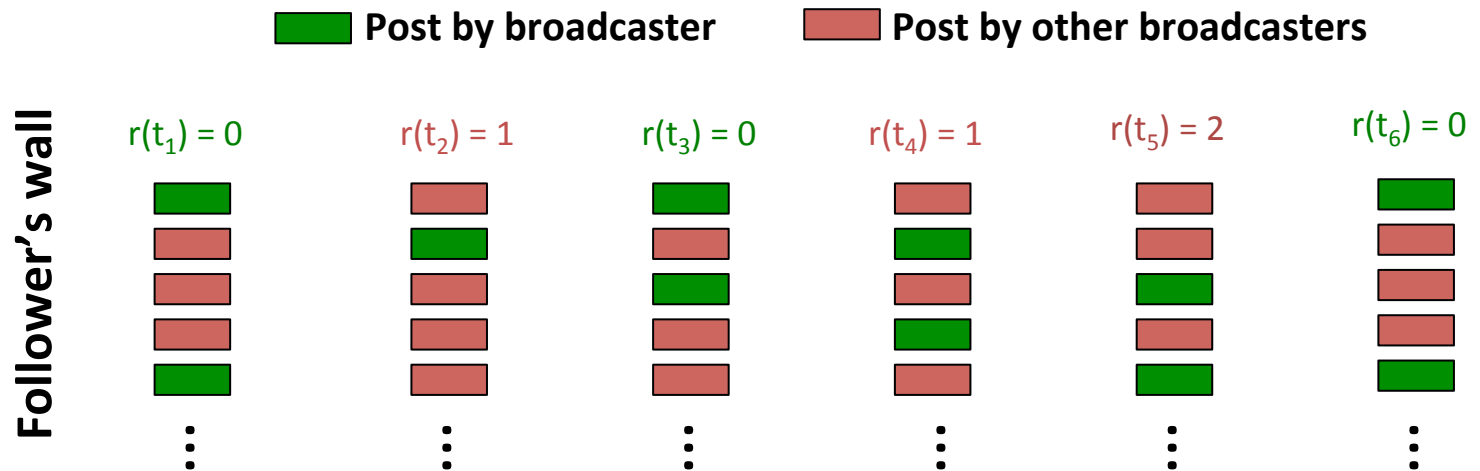 Post by broadcaster
Post by other broadcasters
Follower's wall
r(t₁) = 0
r(t₂) = 1
r(t₃) = 0
r(t₄) = 1
r(t₅) = 2
r(t₆) = 0